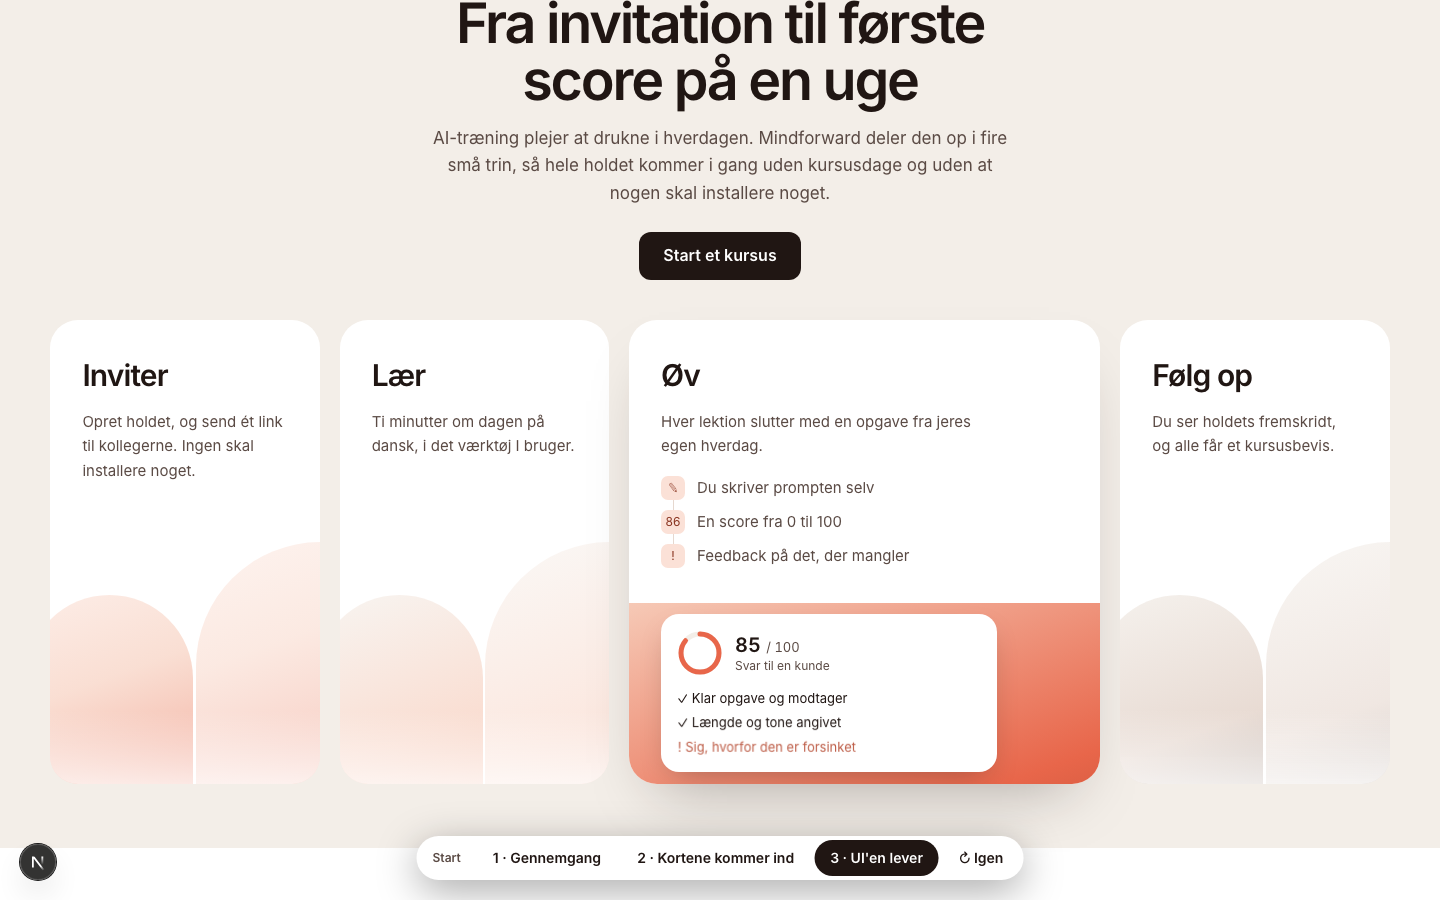 Fra invitation til første
score på en uge
AI-træning plejer at drukne i hverdagen. Mindforward deler den op i fire
små trin, så hele holdet kommer i gang uden kursusdage og uden at
nogen skal installere noget.
Start et kursus
Inviter
Opret holdet, og send ét link
til kollegerne. Ingen skal
installere noget.
Lær
Ti minutter om dagen på
dansk, i det værktøj I bruger.
Øv
Hver lektion slutter med en opgave fra jeres
egen hverdag.
✎ Du skriver prompten selv
86 En score fra 0 til 100
! Feedback på det, der mangler
85 / 100
Svar til en kunde
✓ Klar opgave og modtager
✓ Længde og tone angivet
! Sig, hvorfor den er forsinket
Følg op
Du ser holdets fremskridt,
og alle får et kursusbevis.
N
Start 1 · Gennemgang 2 · Kortene kommer ind 3 · UI'en lever ↻ Igen